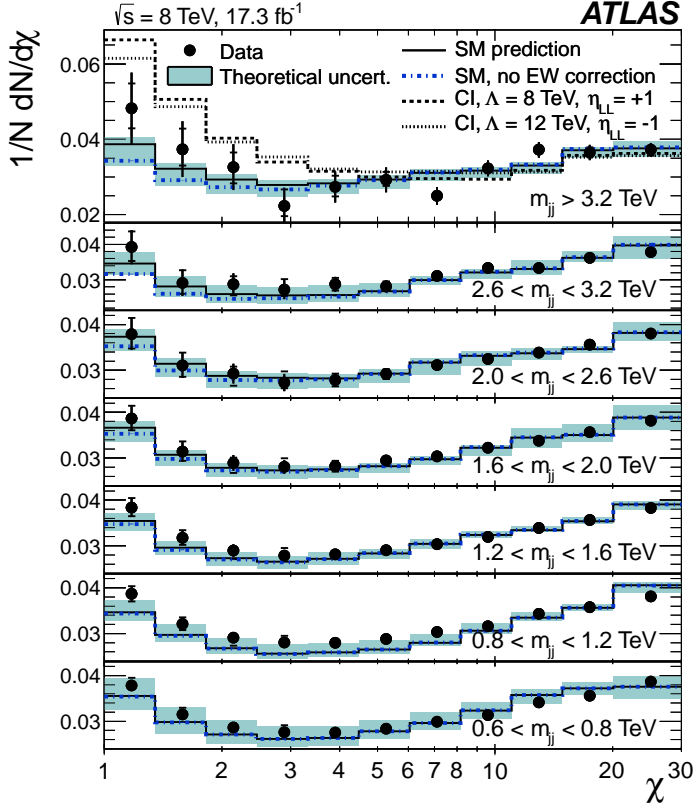 √s = 8 TeV, 17.3 fb⁻¹
ATLAS
1/N dN/dχ
Data
Theoretical uncert.
SM prediction
SM, no EW correction
CI, Λ = 8 TeV, η_LL = +1
CI, Λ = 12 TeV, η_LL = -1
0.06
0.04
0.02
m_jj > 3.2 TeV
0.04
0.03
2.6 < m_jj < 3.2 TeV
0.04
0.03
2.0 < m_jj < 2.6 TeV
0.04
0.03
1.6 < m_jj < 2.0 TeV
0.04
0.03
1.2 < m_jj < 1.6 TeV
0.04
0.03
0.8 < m_jj < 1.2 TeV
0.04
0.03
0.6 < m_jj < 0.8 TeV
1 2 3 4 5 6 7 8 10 20 30
χ